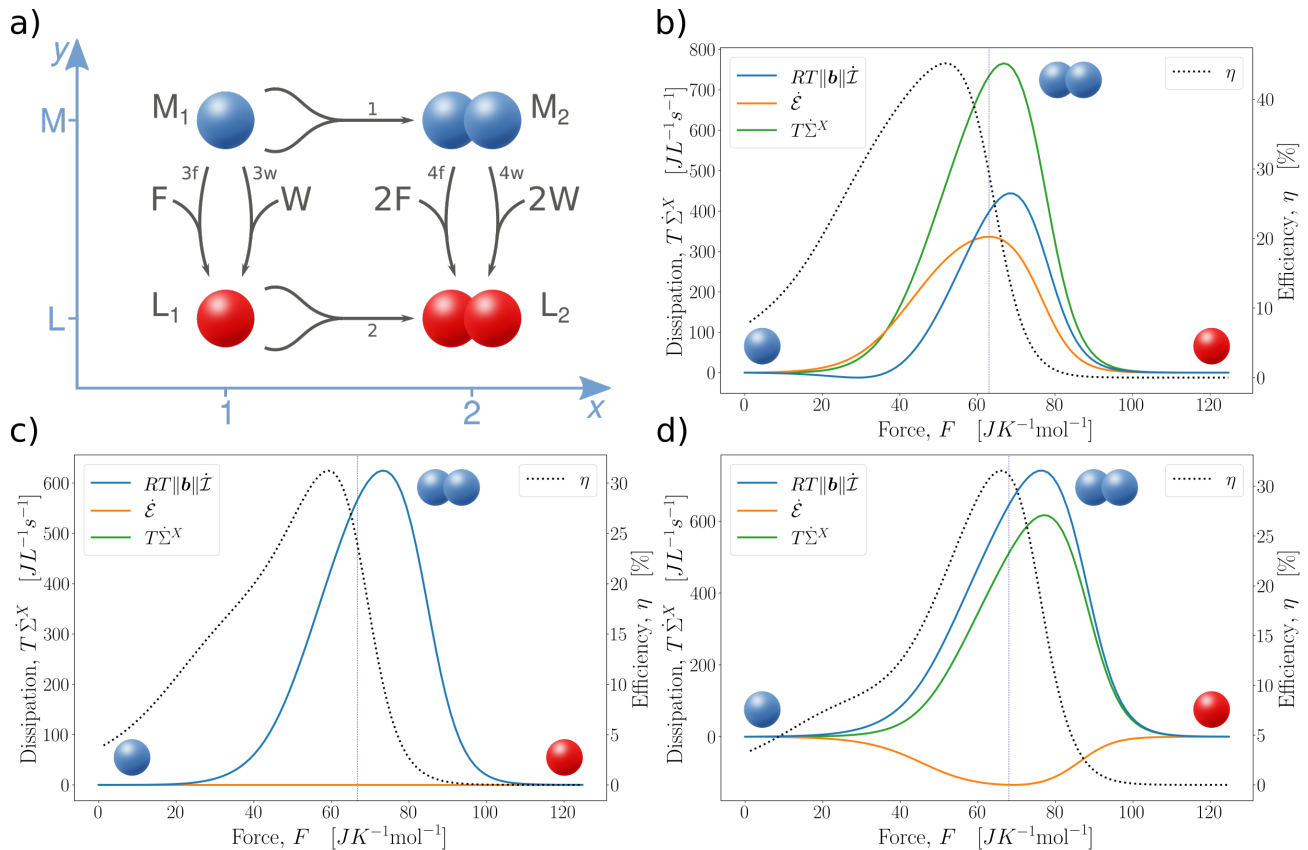 a)
y
M
L
1
2
x
M₁
M₂
1
3f
3w
4f
4w
F
W
2F
2W
L₁
L₂
2
b)
RT‖b‖İ
Ė
TΣ̇ˣ
η
Dissipation, TΣ̇ˣ [JL⁻¹s⁻¹]
800
700
600
500
400
300
200
100
0
0 20 40 60 80 100 120
Force, F [JK⁻¹mol⁻¹]
40
30
20
10
0
Efficiency, η [%]
c)
RT‖b‖İ
Ė
TΣ̇ˣ
η
Dissipation, TΣ̇ˣ [JL⁻¹s⁻¹]
600
500
400
300
200
100
0
0 20 40 60 80 100 120
Force, F [JK⁻¹mol⁻¹]
30
25
20
15
10
5
0
Efficiency, η [%]
d)
RT‖b‖İ
Ė
TΣ̇ˣ
η
Dissipation, TΣ̇ˣ [JL⁻¹s⁻¹]
600
400
200
0
0 20 40 60 80 100 120
Force, F [JK⁻¹mol⁻¹]
30
25
20
15
10
5
0
Efficiency, η [%]